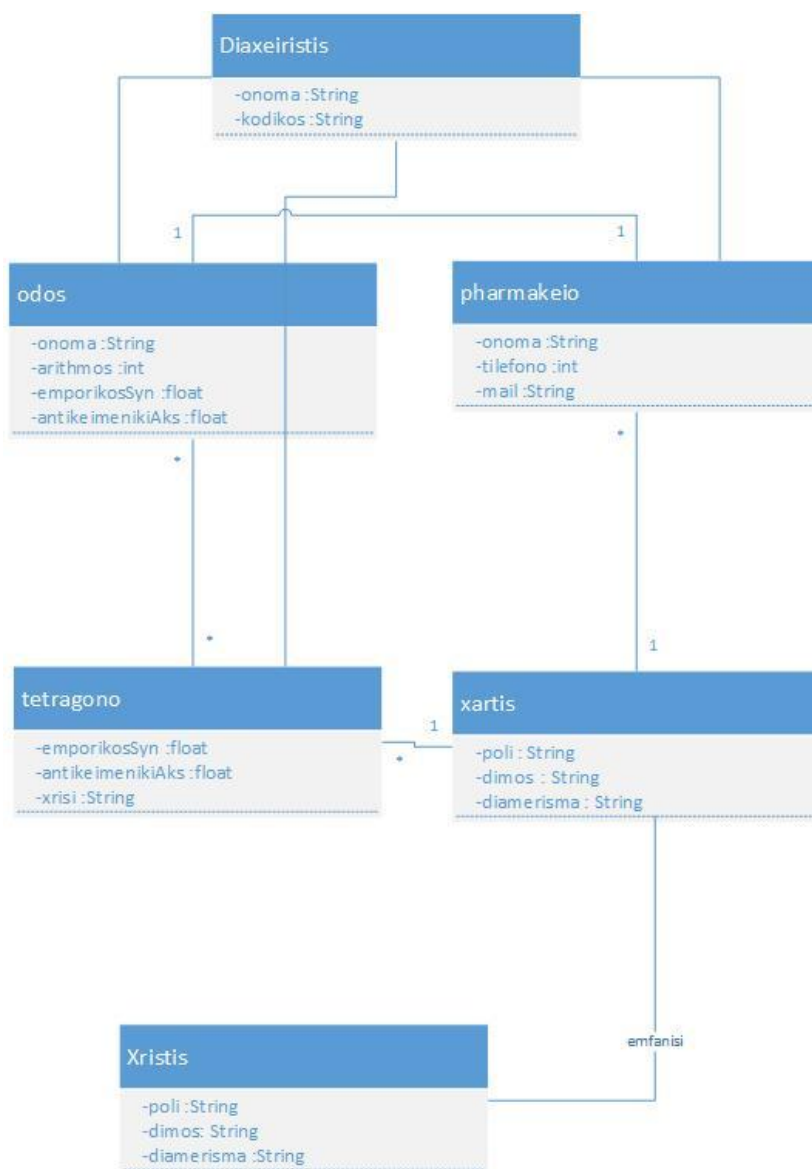 Diaxeiristis
-onoma :String
-kodikos :String
1
1
odos
-onoma :String
-arithmos :int
-emporikosSyn :float
-antikeimenikiAks :float
pharmakeio
-onoma :String
-tilefono :int
-mail :String
*
*
*
1
tetragono
-emporikosSyn :float
-antikeimenikiAks :float
-xrisi :String
1
*
xartis
-poli : String
-dimos : String
-diamerisma : String
emfanisi
Xristis
-poli :String
-dimos: String
-diamerisma :String